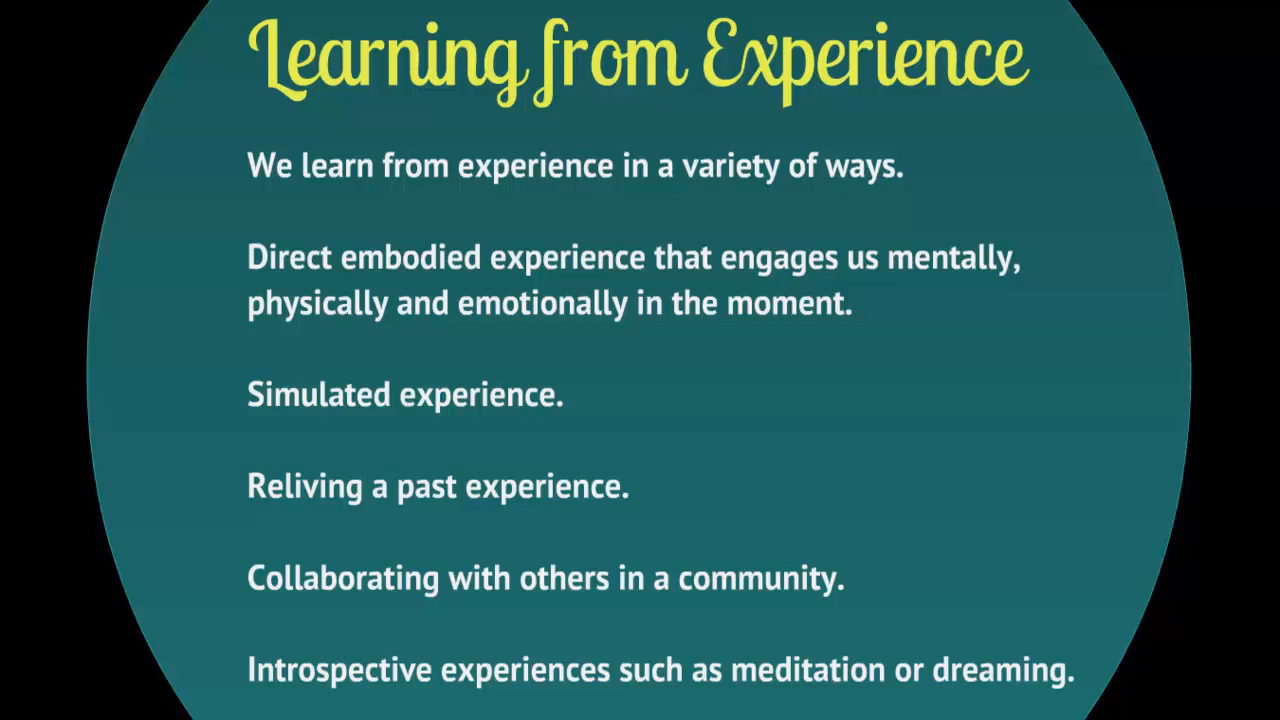 Learning from Experience
We learn from experience in a variety of ways.
Direct embodied experience that engages us mentally,
physically and emotionally in the moment.
Simulated experience.
Reliving a past experience.
Collaborating with others in a community.
Introspective experiences such as meditation or dreaming.